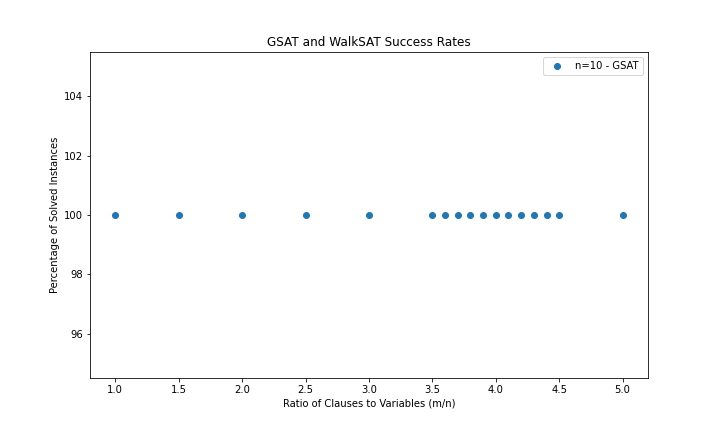 GSAT and WalkSAT Success Rates
n=10 - GSAT
Percentage of Solved Instances
104
102
100
98
96
1.0 1.5 2.0 2.5 3.0 3.5 4.0 4.5 5.0
Ratio of Clauses to Variables (m/n)